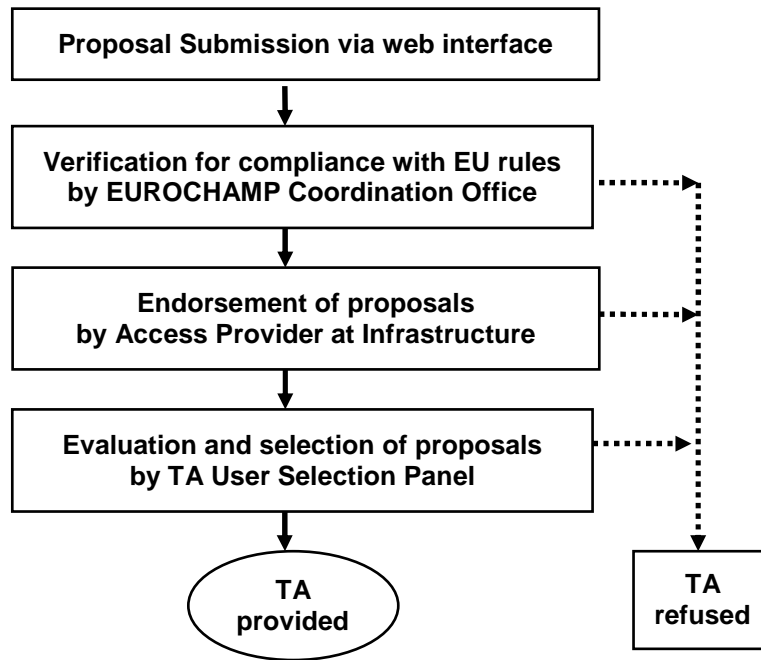 Proposal Submission via web interface
Verification for compliance with EU rules
by EUROCHAMP Coordination Office
Endorsement of proposals
by Access Provider at Infrastructure
Evaluation and selection of proposals
by TA User Selection Panel
TA
provided
TA
refused